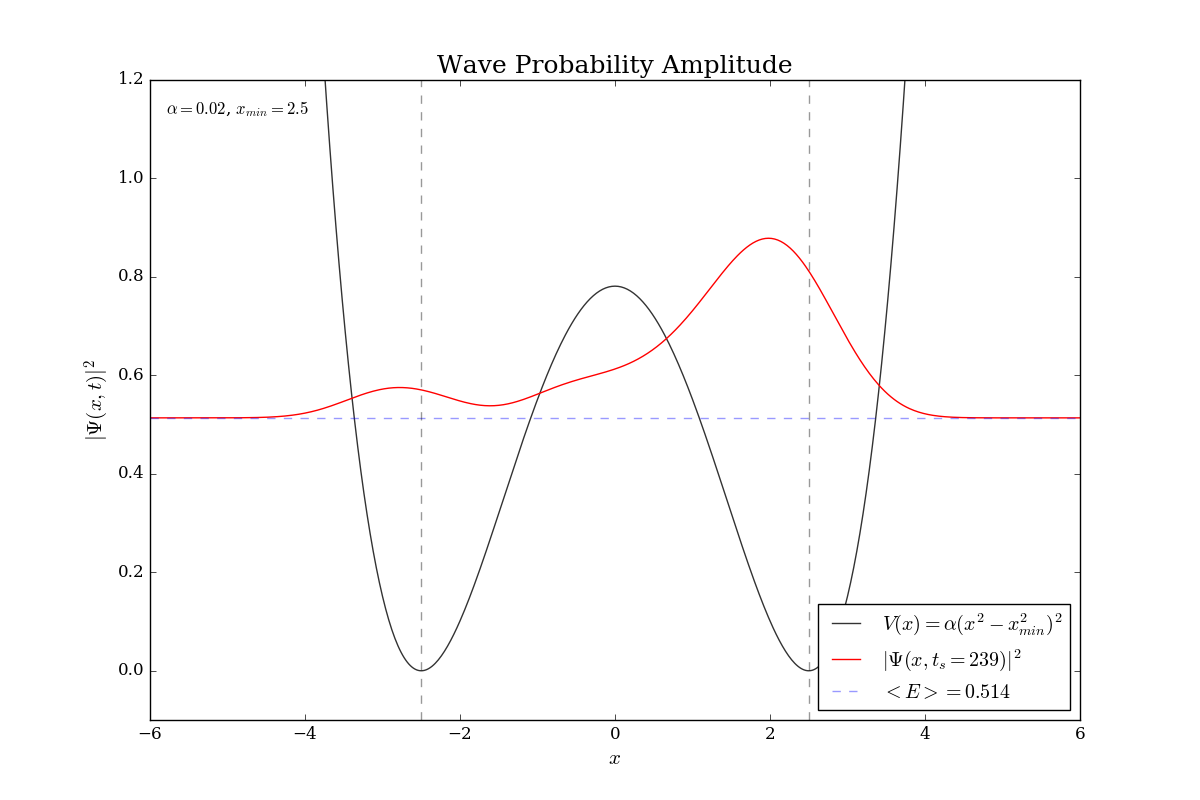 Wave Probability Amplitude
α = 0.02, x_min = 2.5
1.2
1.0
0.8
0.6
0.4
0.2
0.0
|Ψ(x, t)|²
V(x) = α(x² − x²_min)²
|Ψ(x, t_s = 239)|²
< E > = 0.514
−6 −4 −2 0 2 4 6
x